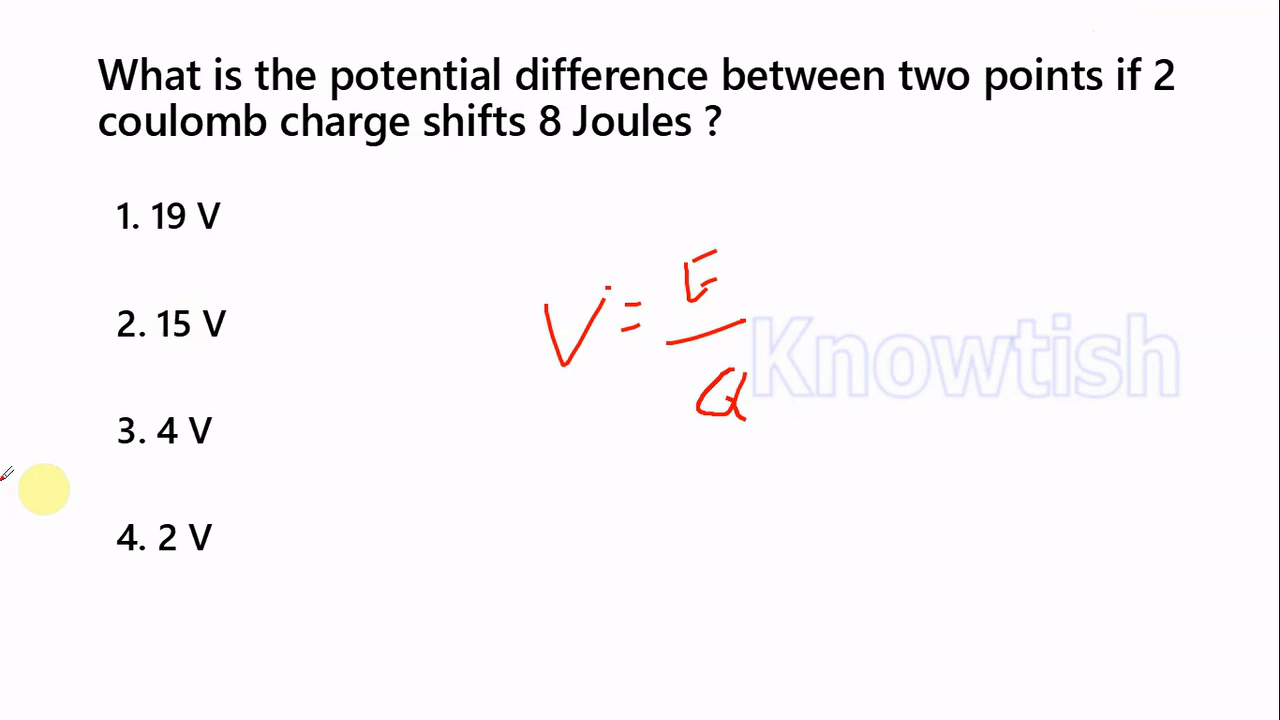 What is the potential difference between two points if 2
coulomb charge shifts 8 Joules ?
1. 19 V
2. 15 V
V = E
Q
Knowtish
3. 4 V
4. 2 V